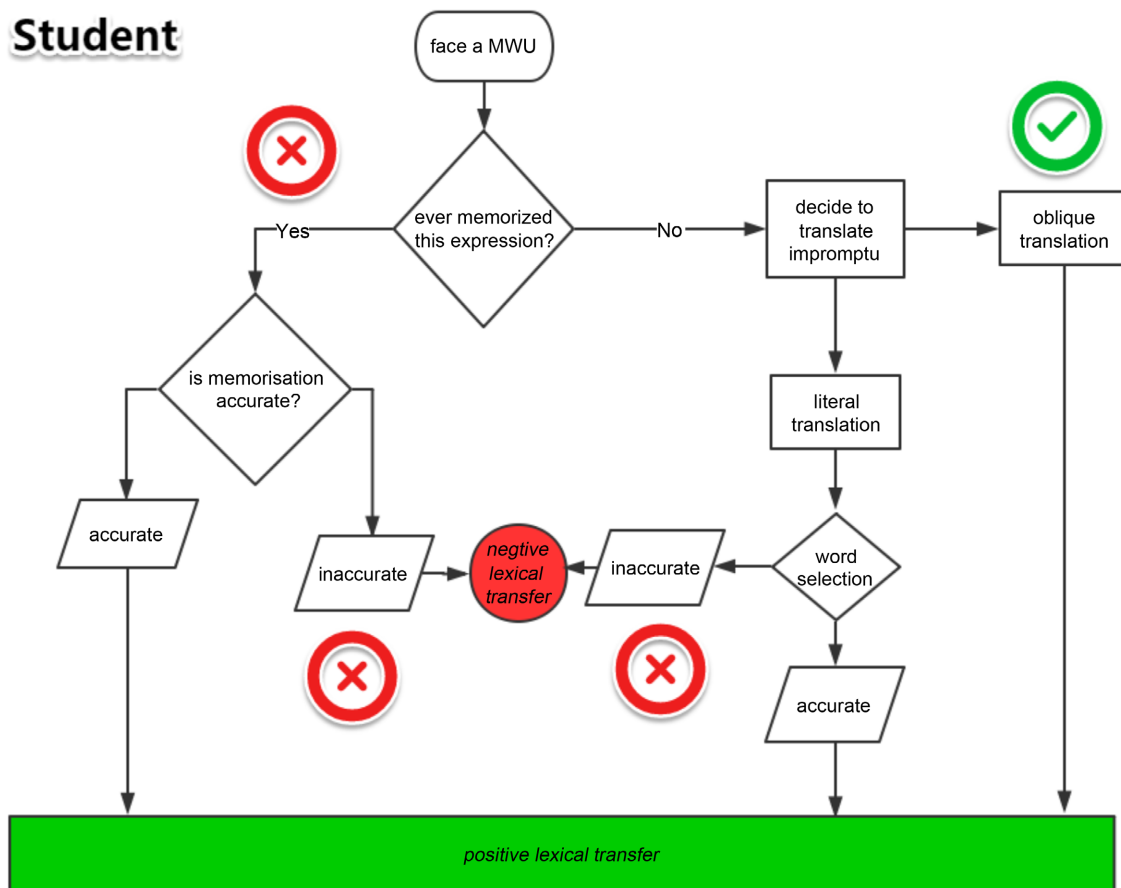 Student
face a MWU
ever memorized
this expression?
Yes
No
decide to
translate
impromptu
oblique
translation
is memorisation
accurate?
literal
translation
accurate
inaccurate
negtive
lexical
transfer
inaccurate
word
selection
accurate
positive lexical transfer